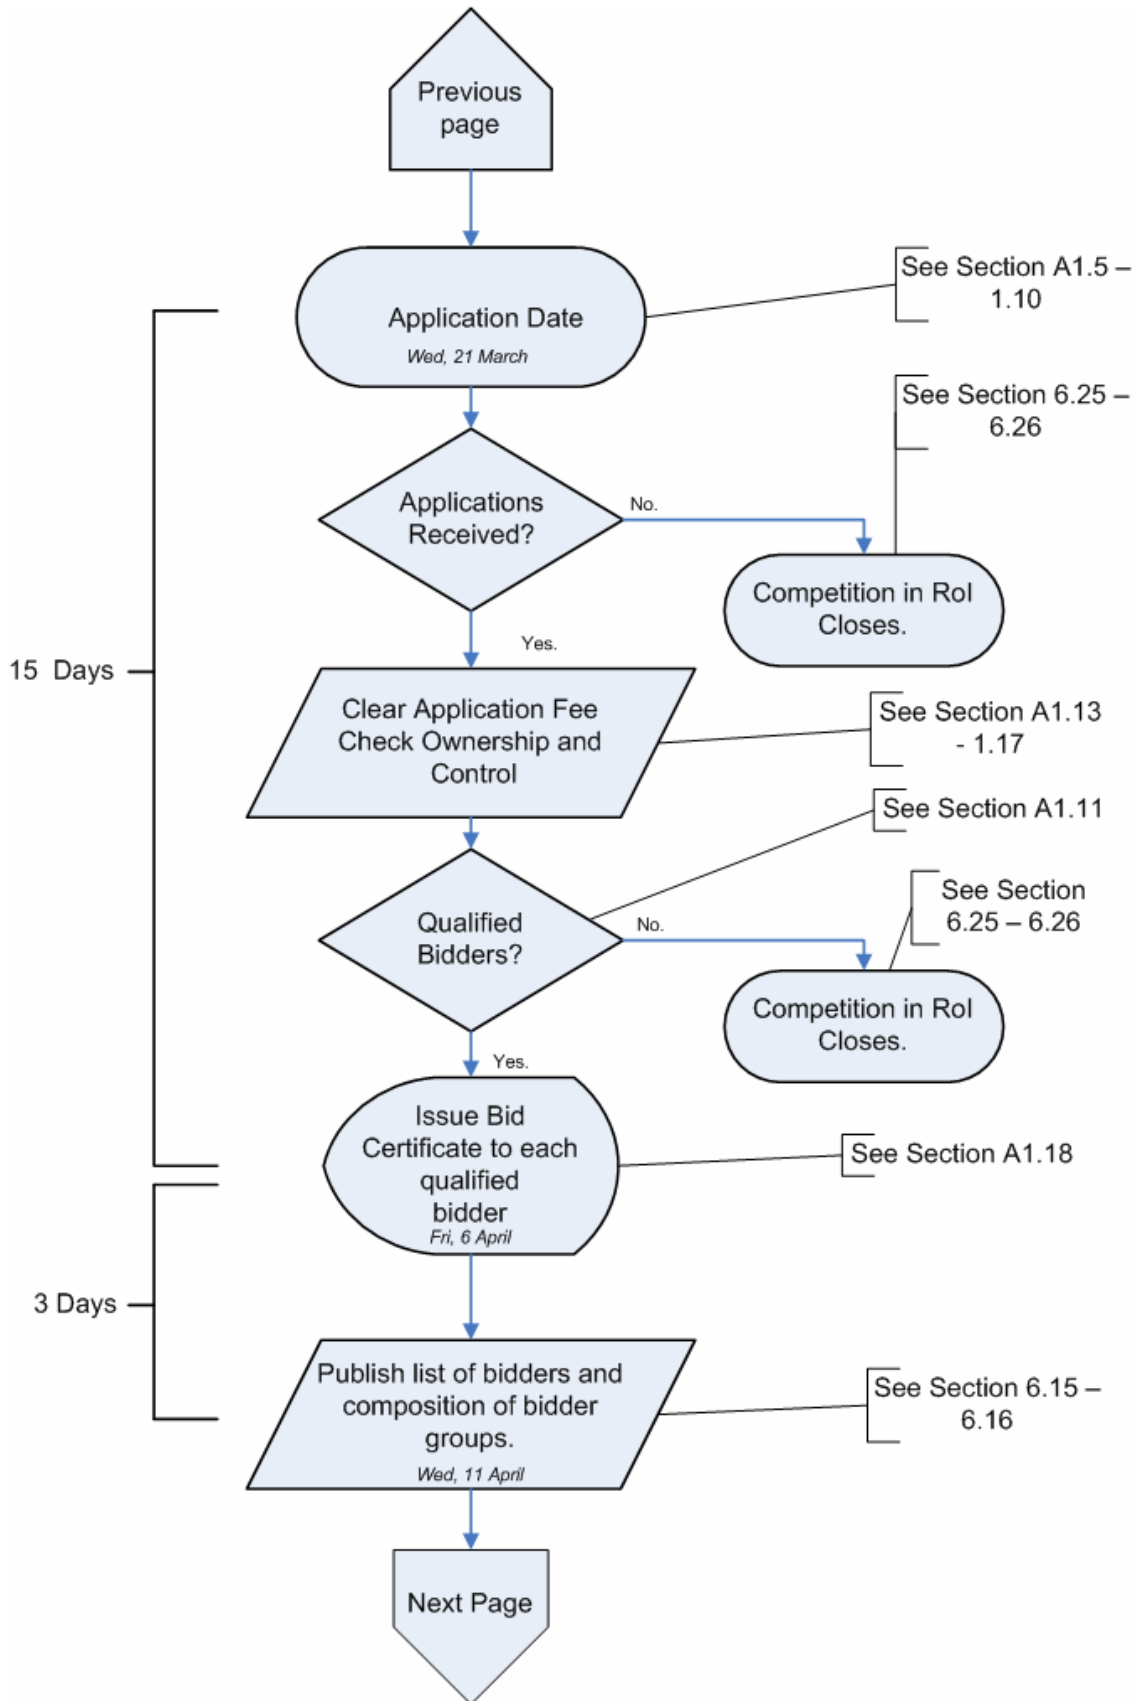 Previous
page
Application Date
Wed, 21 March
See Section A1.5 –
1.10
See Section 6.25 –
6.26
Applications
Received?
No.
Competition in RoI
Closes.
Yes.
15 Days
Clear Application Fee
Check Ownership and
Control
See Section A1.13
- 1.17
See Section A1.11
Qualified
Bidders?
No.
See Section
6.25 – 6.26
Competition in RoI
Closes.
Yes.
Issue Bid
Certificate to each
qualified
bidder
Fri, 6 April
See Section A1.18
3 Days
Publish list of bidders and
composition of bidder
groups.
Wed, 11 April
See Section 6.15 –
6.16
Next Page